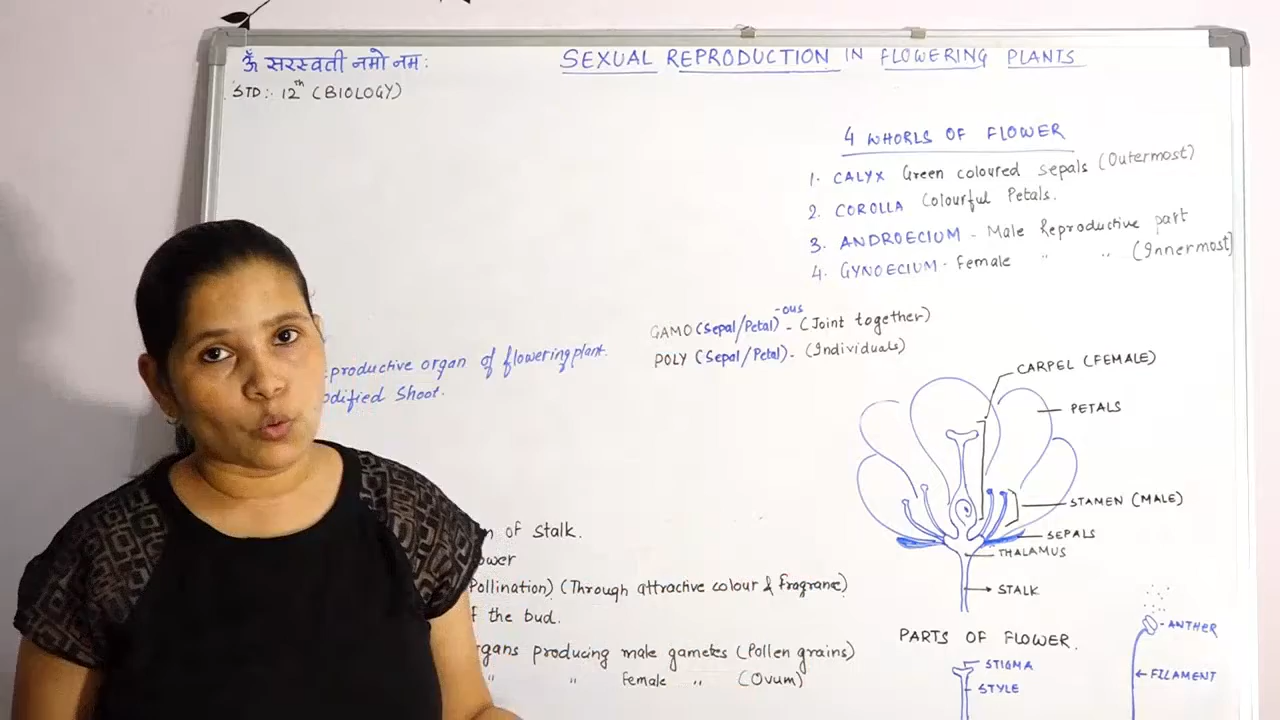 ॐ सरस्वती नमो नमः
SEXUAL REPRODUCTION IN FLOWERING PLANTS
STD:- 12th (BIOLOGY)
4 WHORLS OF FLOWER
1. CALYX Green coloured sepals (Outermost)
2. COROLLA Colourful Petals.
3. ANDROECIUM - Male Reproductive part
4. GYNOECIUM - Female " " (Innermost)
GAMO (Sepal/Petal)-ous - (Joint together)
POLY (Sepal/Petal) - (Individuals)
productive organ of flowering plant.
odified Shoot.
CARPEL (FEMALE)
PETALS
STAMEN (MALE)
SEPALS
THALAMUS
STALK
of stalk.
ower
Pollination) (Through attractive colour & fragrance)
the bud.
rgans producing male gametes (Pollen grains)
" " female " (Ovum)
PARTS OF FLOWER.
STIGMA
STYLE
ANTHER
FILAMENT